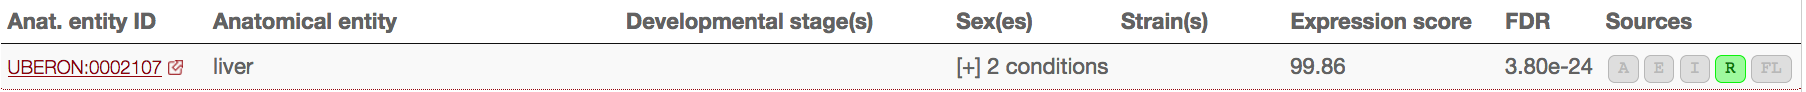 Anat. entity ID Anatomical entity Developmental stage(s) Sex(es) Strain(s) Expression score FDR Sources
UBERON:0002107 liver [+] 2 conditions 99.86 3.80e-24 A E I R FL